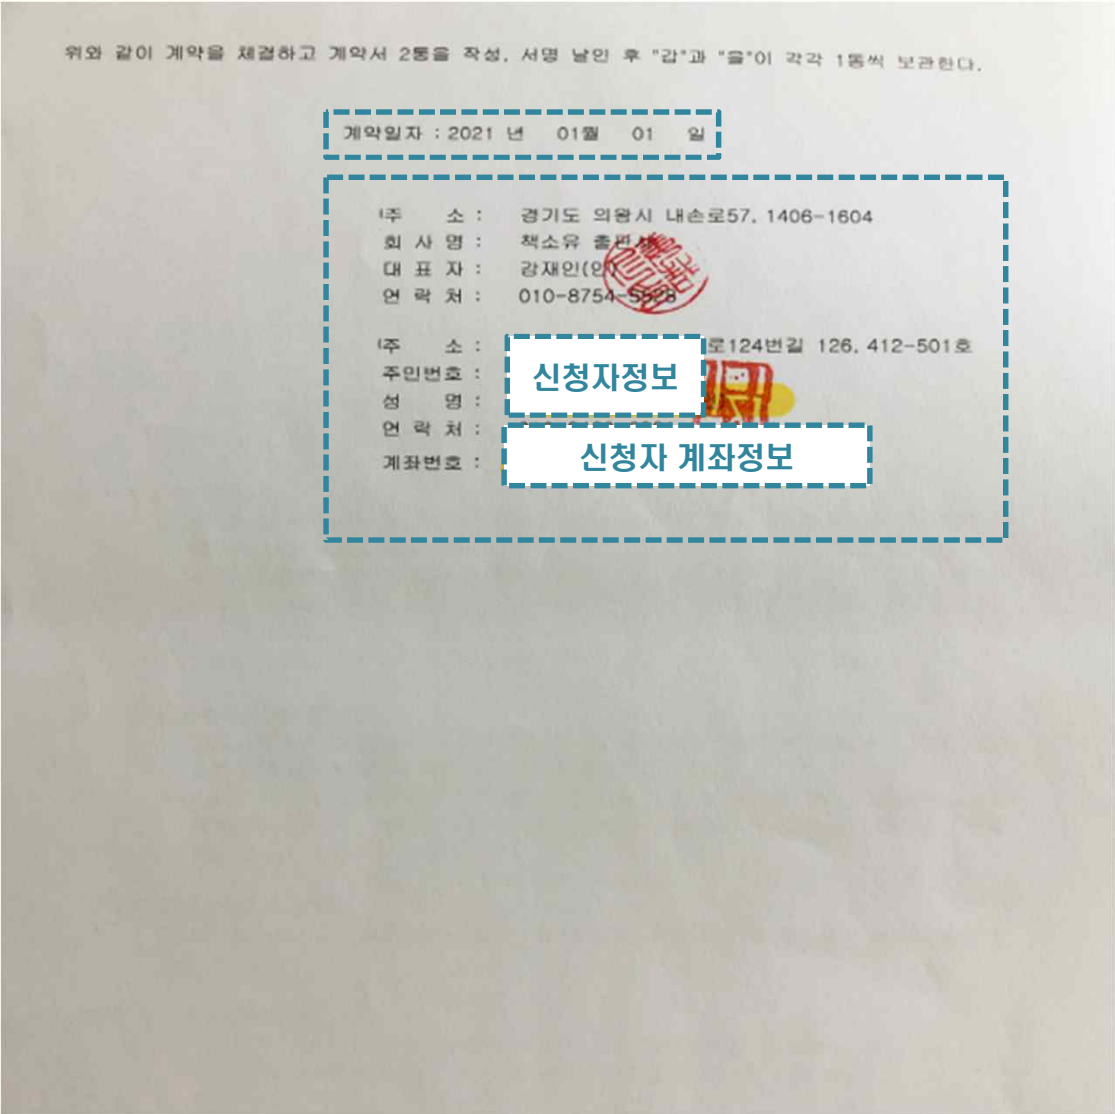 위와 같이 계약을 체결하고 계약서 2통을 작성, 서명 날인 후 "갑"과 "을"이 각각 1통씩 보관한다.
계약일자 : 2021 년 01월 01 일
주 소 : 경기도 의왕시 내손로57, 1406-1604
회 사 명 : 책소유 출판사
대 표 자 : 강재인(인)
연 락 처 : 010-8754-5528
주 소 : 로124번길 126, 412-501호
주민번호 : 신청자정보
성 명 :
연 락 처 :
계좌번호 : 신청자 계좌정보